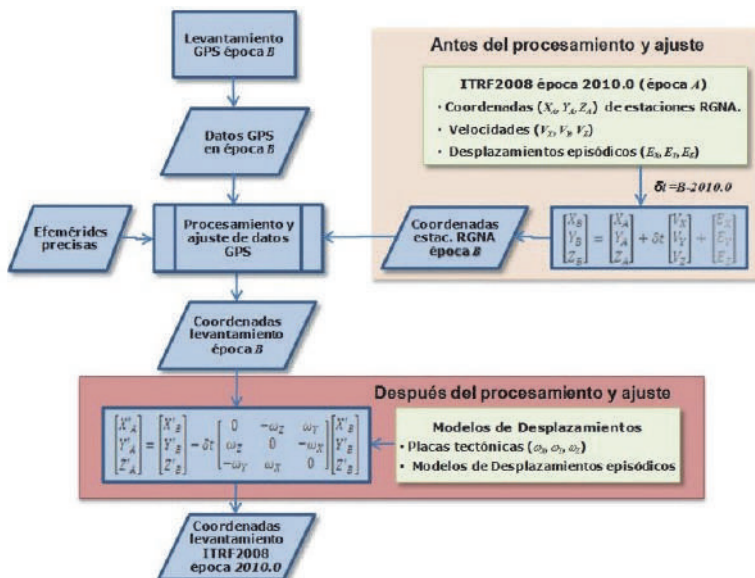 Levantamiento
GPS época B
Datos GPS
en época B
Efemérides
precisas
Procesamiento y
ajuste de datos
GPS
Antes del procesamiento y ajuste
ITRF2008 época 2010.0 (época A)
· Coordenadas (X_A, Y_A, Z_A) de estaciones RGNA.
· Velocidades (V_X, V_Y, V_Z)
· Desplazamientos episódicos (E_X, E_Y, E_Z)
δt=B-2010.0
Coordenadas
estac. RGNA
época B
[X_B Y_B Z_B] = [X_A Y_A Z_A] + δt [V_X V_Y V_Z] + [E_X E_Y E_Z]
Coordenadas
levantamiento
época B
Después del procesamiento y ajuste
[X'_A Y'_A Z'_A] = [X'_B Y'_B Z'_B] − δt [0 −ω_Z ω_Y; ω_Z 0 −ω_X; −ω_Y ω_X 0] [X'_B Y'_B Z'_B]
Modelos de Desplazamientos
• Placas tectónicas (ω_X, ω_Y, ω_Z)
• Modelos de Desplazamientos episódicos
Coordenadas
levantamiento
ITRF2008
época 2010.0